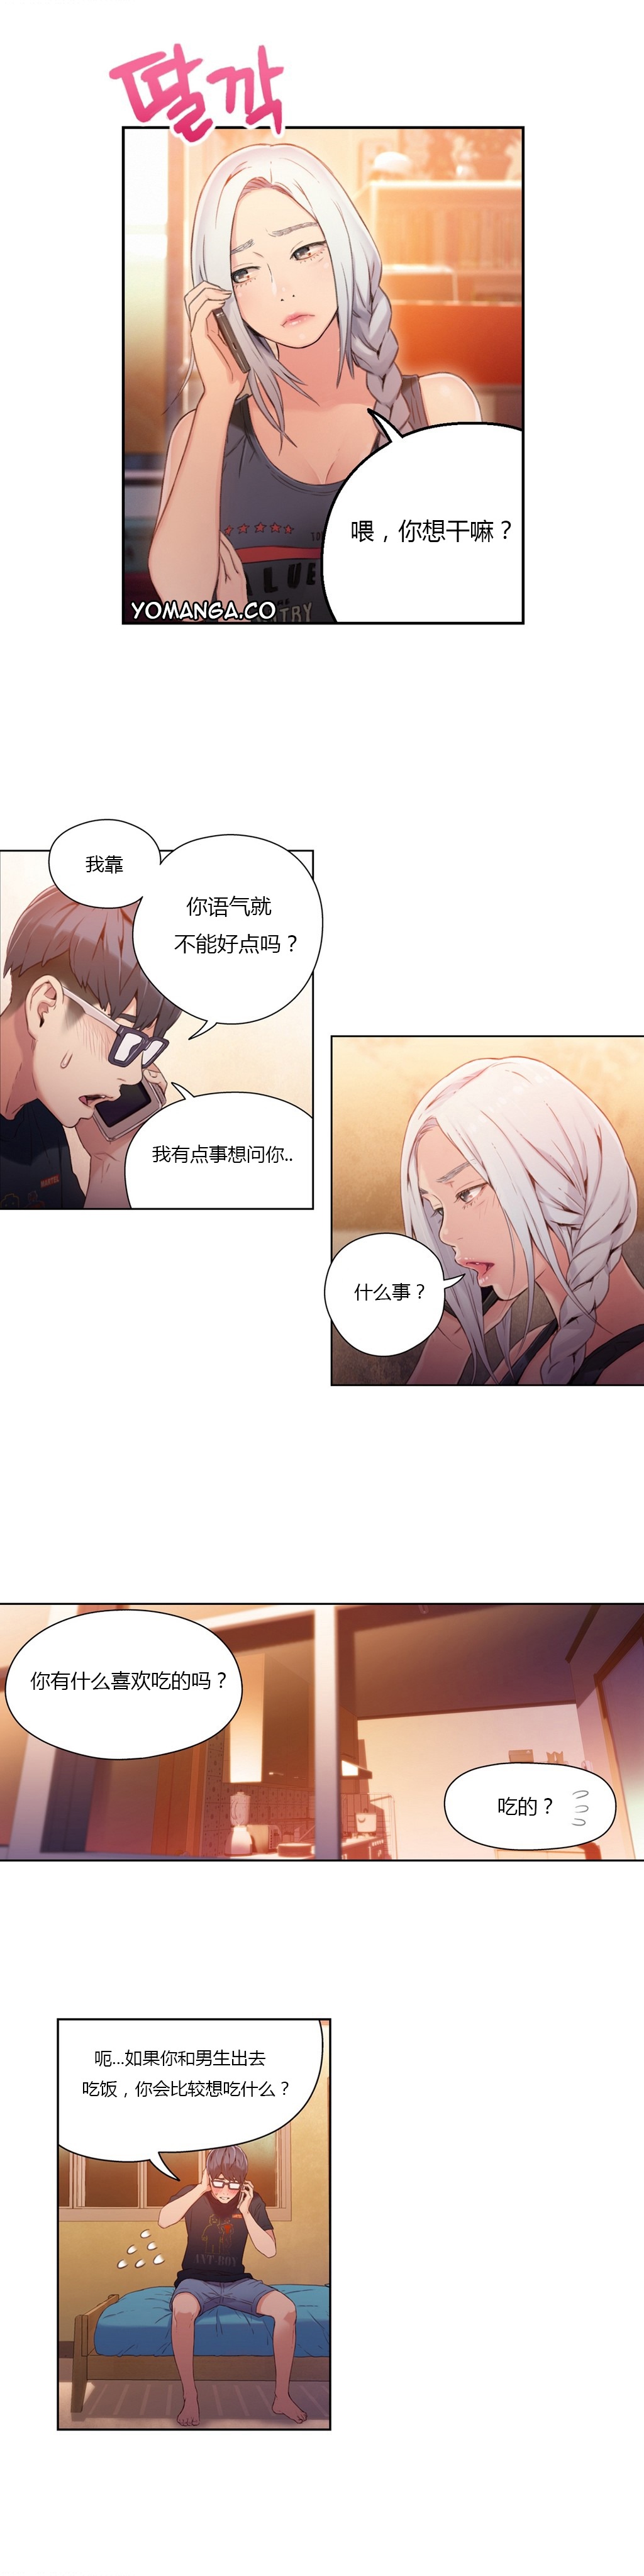 딸깍
喂，你想干嘛？
YOMANGA.CO
我靠
你语气就
不能好点吗？
我有点事想问你..
什么事？
你有什么喜欢吃的吗？
吃的？
呃...如果你和男生出去
吃饭，你会比较想吃什么？
ANT-BOY